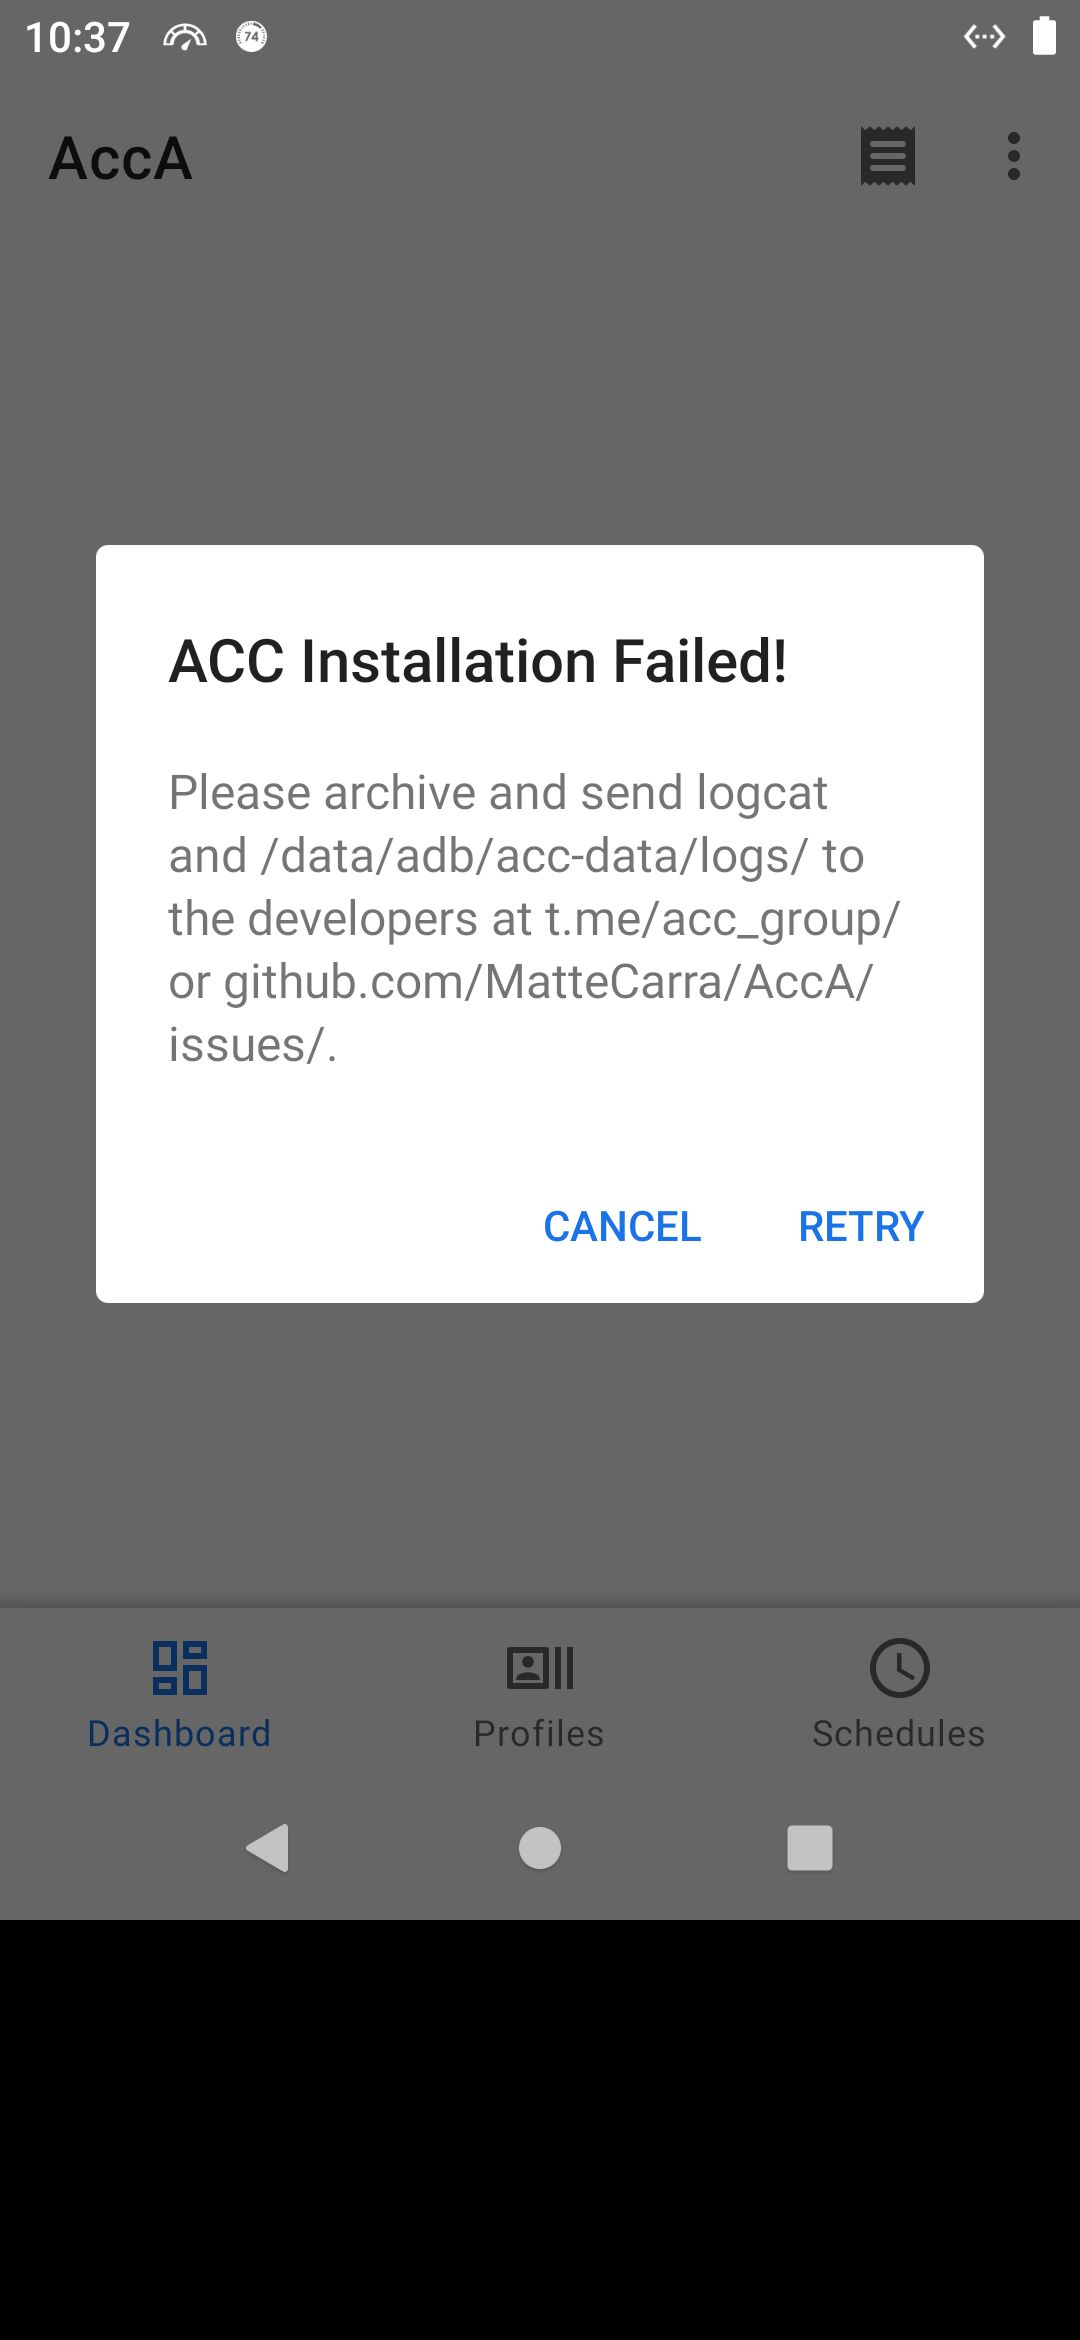 10:37
74
AccA
ACC Installation Failed!
Please archive and send logcat
and /data/adb/acc-data/logs/ to
the developers at t.me/acc_group/
or github.com/MatteCarra/AccA/
issues/.
CANCEL RETRY
Dashboard Profiles Schedules